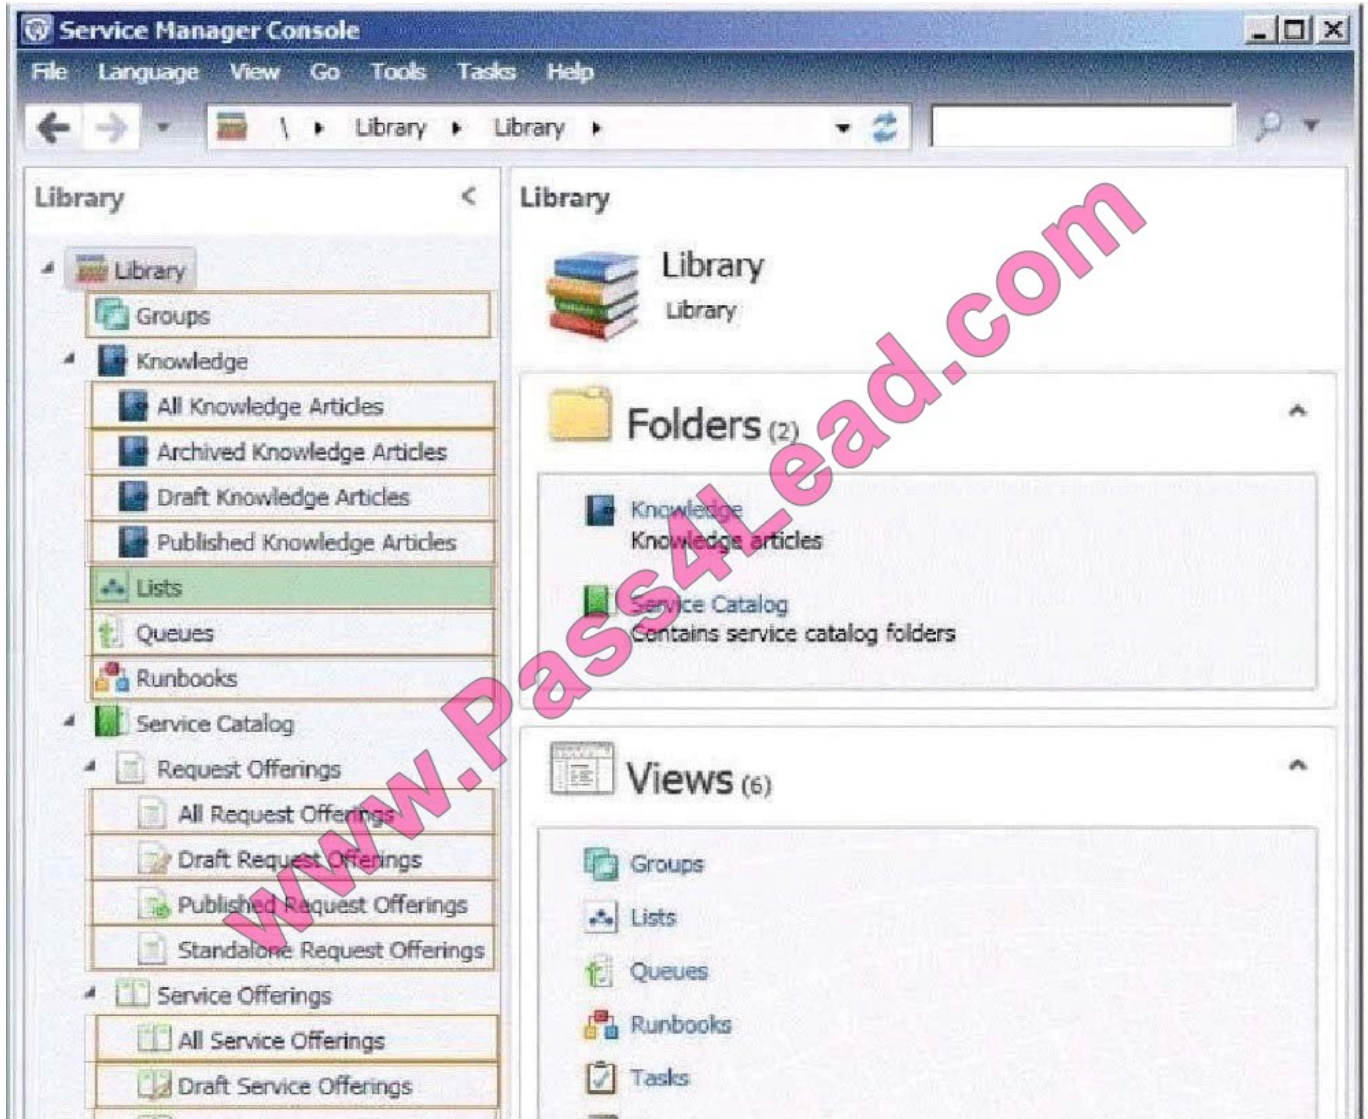 Service Manager Console
File Language View Go Tools Tasks Help
\ Library Library
Library <
Library
Groups
Knowledge
All Knowledge Articles
Archived Knowledge Articles
Draft Knowledge Articles
Published Knowledge Articles
Lists
Queues
Runbooks
Service Catalog
Request Offerings
All Request Offerings
Draft Request Offerings
Published Request Offerings
Standalone Request Offerings
Service Offerings
All Service Offerings
Draft Service Offerings
Library
Library
Library
Folders (2)
Knowledge
Knowledge articles
Service Catalog
Contains service catalog folders
Views (6)
Groups
Lists
Queues
Runbooks
Tasks
www.Pass4Lead.com